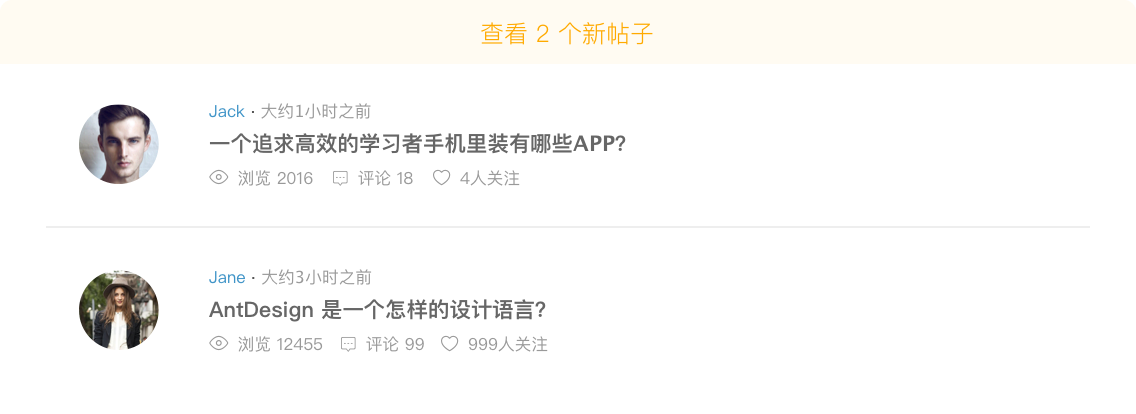 查看 2 个新帖子
Jack · 大约1小时之前
一个追求高效的学习者手机里装有哪些APP?
浏览 2016 评论 18 4人关注
Jane · 大约3小时之前
AntDesign 是一个怎样的设计语言?
浏览 12455 评论 99 999人关注